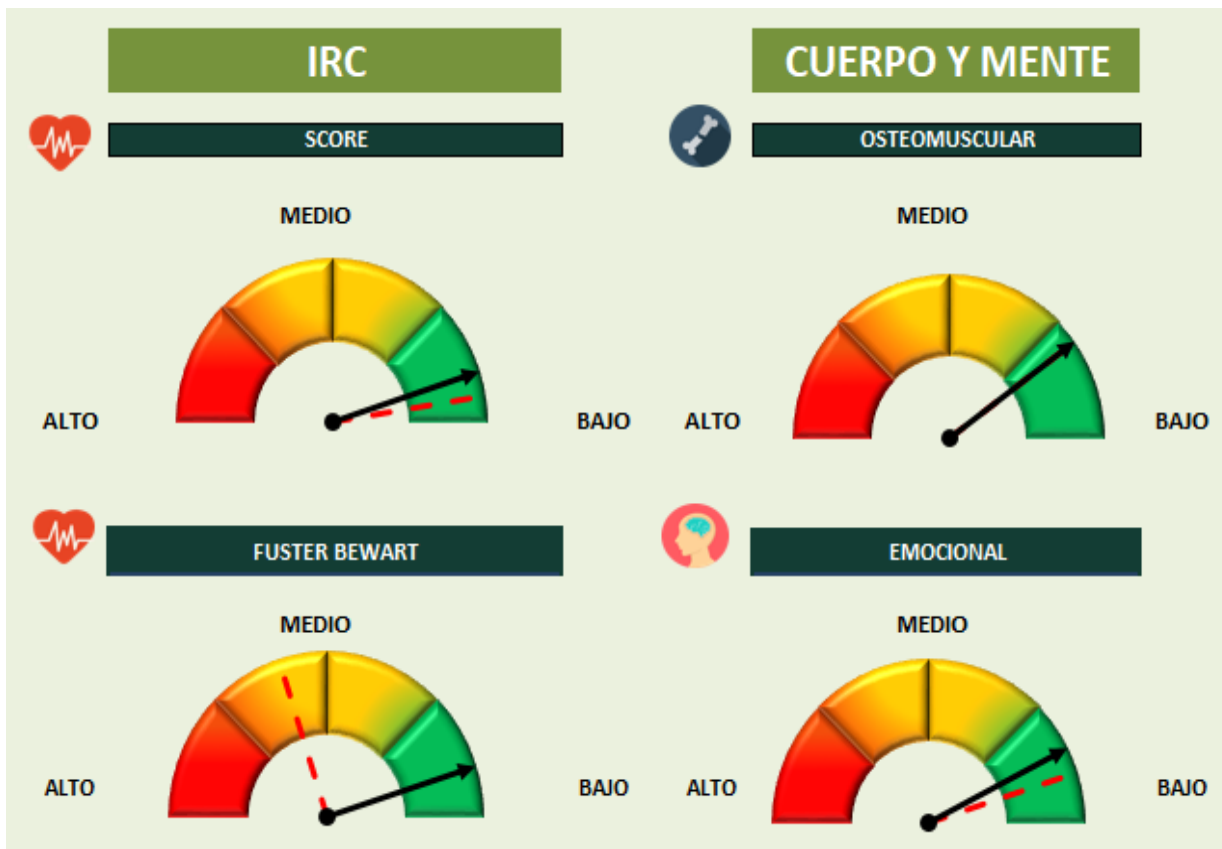 IRC
CUERPO Y MENTE
SCORE
OSTEOMUSCULAR
MEDIO
MEDIO
ALTO
BAJO
ALTO
BAJO
FUSTER BEWART
EMOCIONAL
MEDIO
MEDIO
ALTO
BAJO
ALTO
BAJO